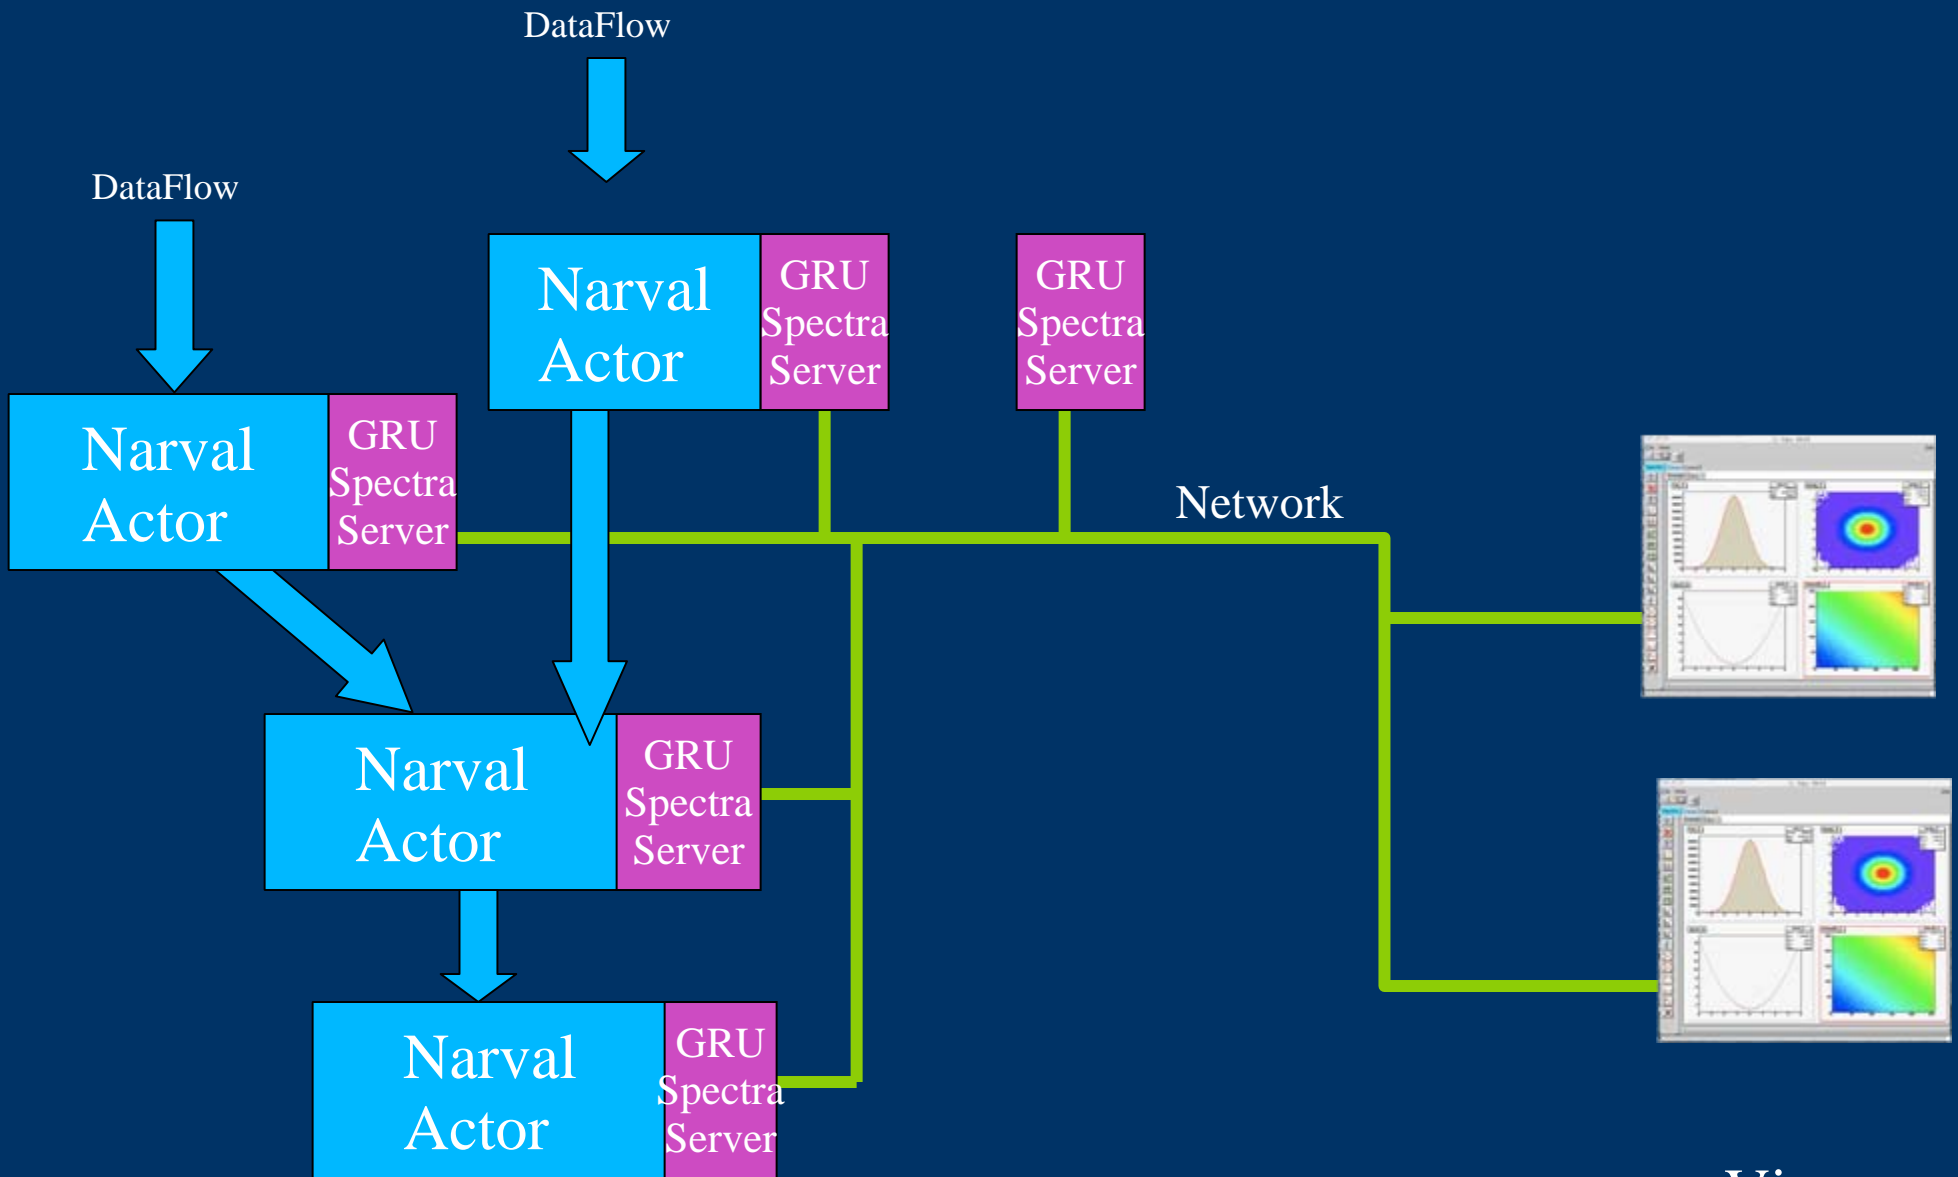 DataFlow
DataFlow
Narval
Actor
GRU
Spectra
Server
GRU
Spectra
Server
Narval
Actor
GRU
Spectra
Server
Network
Narval
Actor
GRU
Spectra
Server
Narval
Actor
GRU
Spectra
Server